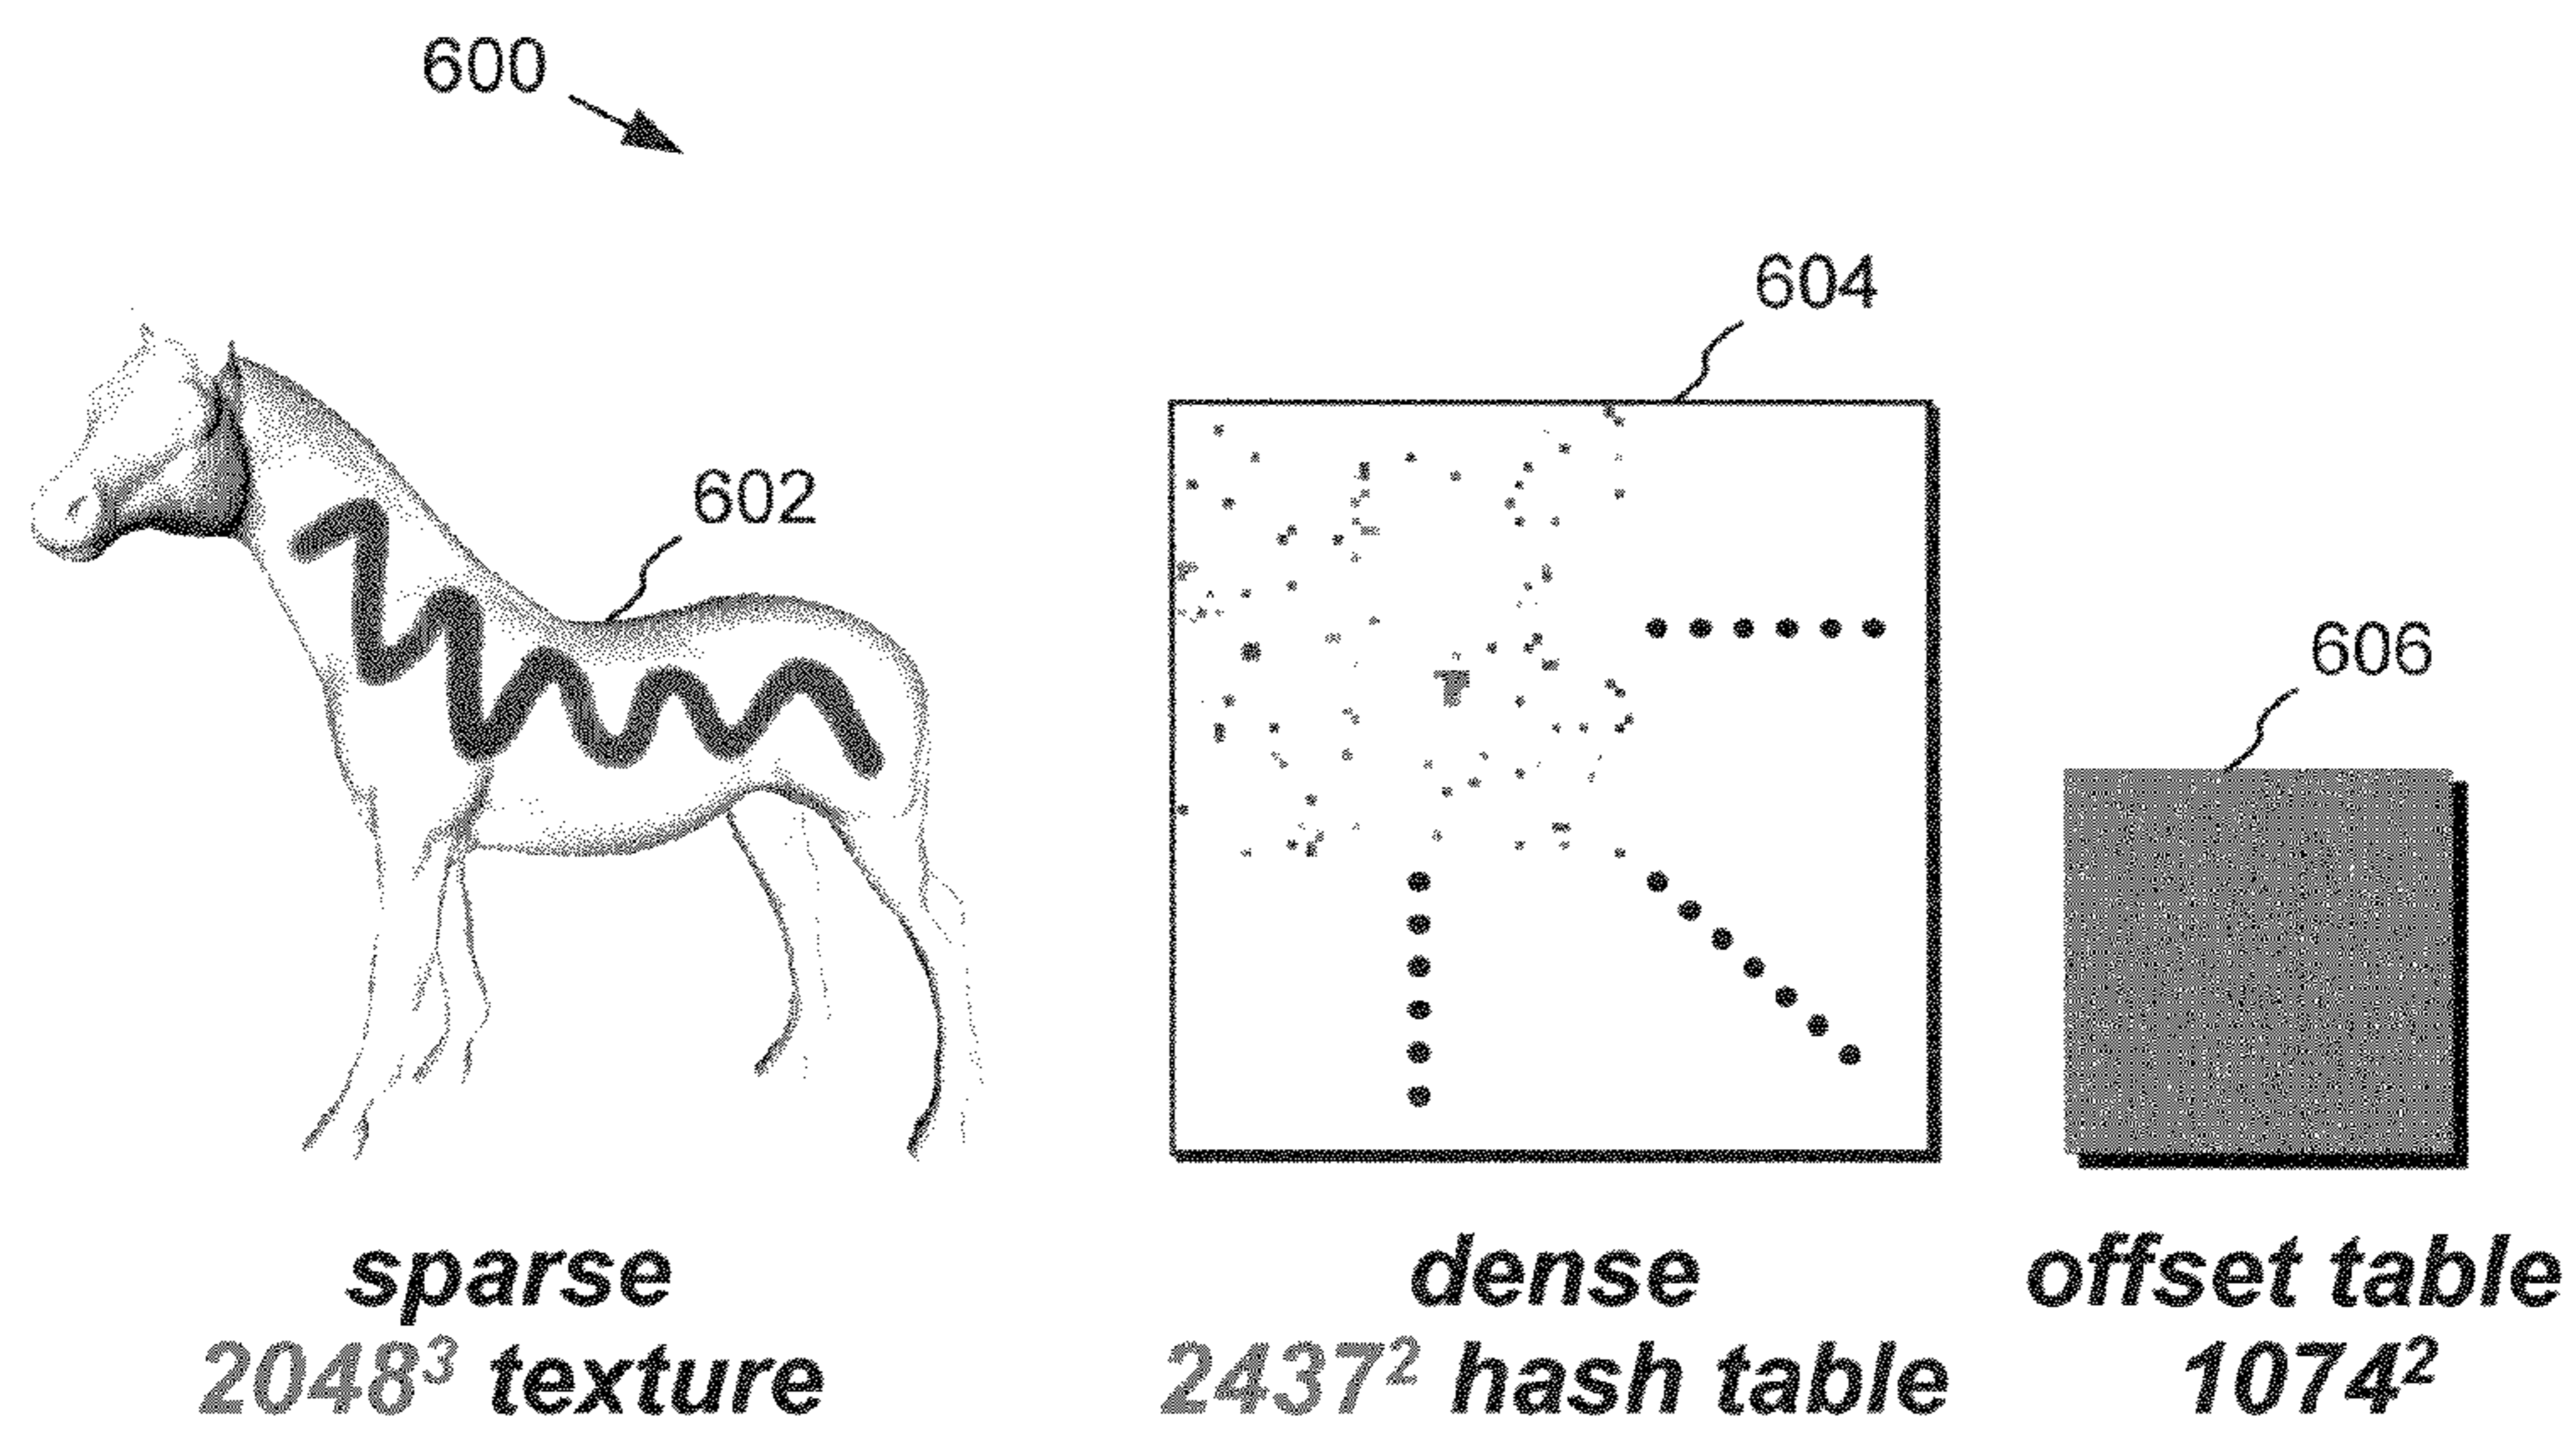 600
604
602
606
sparse
2048³ texture
dense
2437² hash table
offset table
1074²